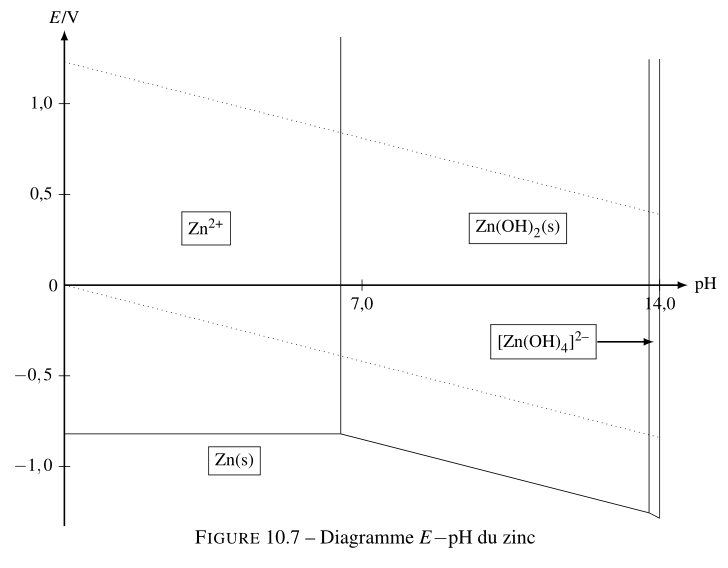 E/V
1,0
0,5
Zn²⁺
Zn(OH)₂(s)
0
pH
7,0
14,0
[Zn(OH)₄]²⁻
−0,5
Zn(s)
−1,0
FIGURE 10.7 – Diagramme E−pH du zinc